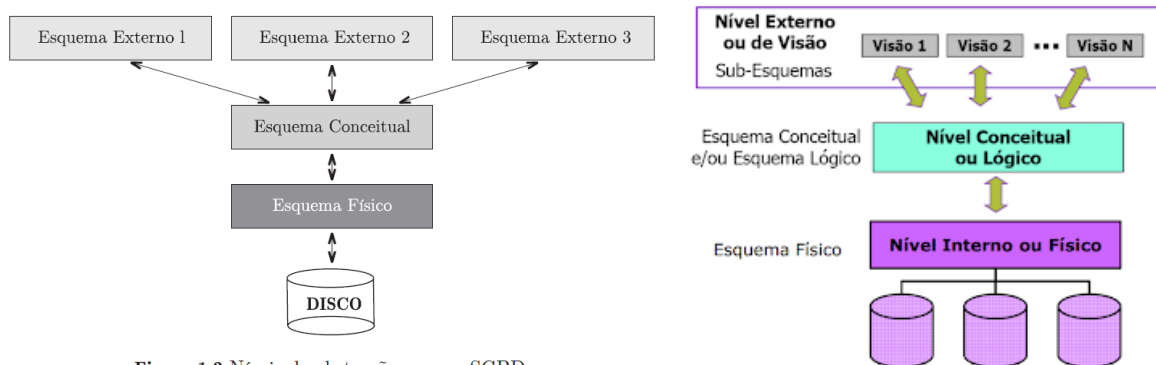 Esquema Externo 1
Esquema Externo 2
Esquema Externo 3
Esquema Conceitual
Esquema Físico
DISCO
Nível Externo
ou de Visão
Sub-Esquemas
Visão 1
Visão 2
Visão N
Esquema Conceitual
e/ou Esquema Lógico
Nível Conceitual
ou Lógico
Esquema Físico
Nível Interno ou Físico